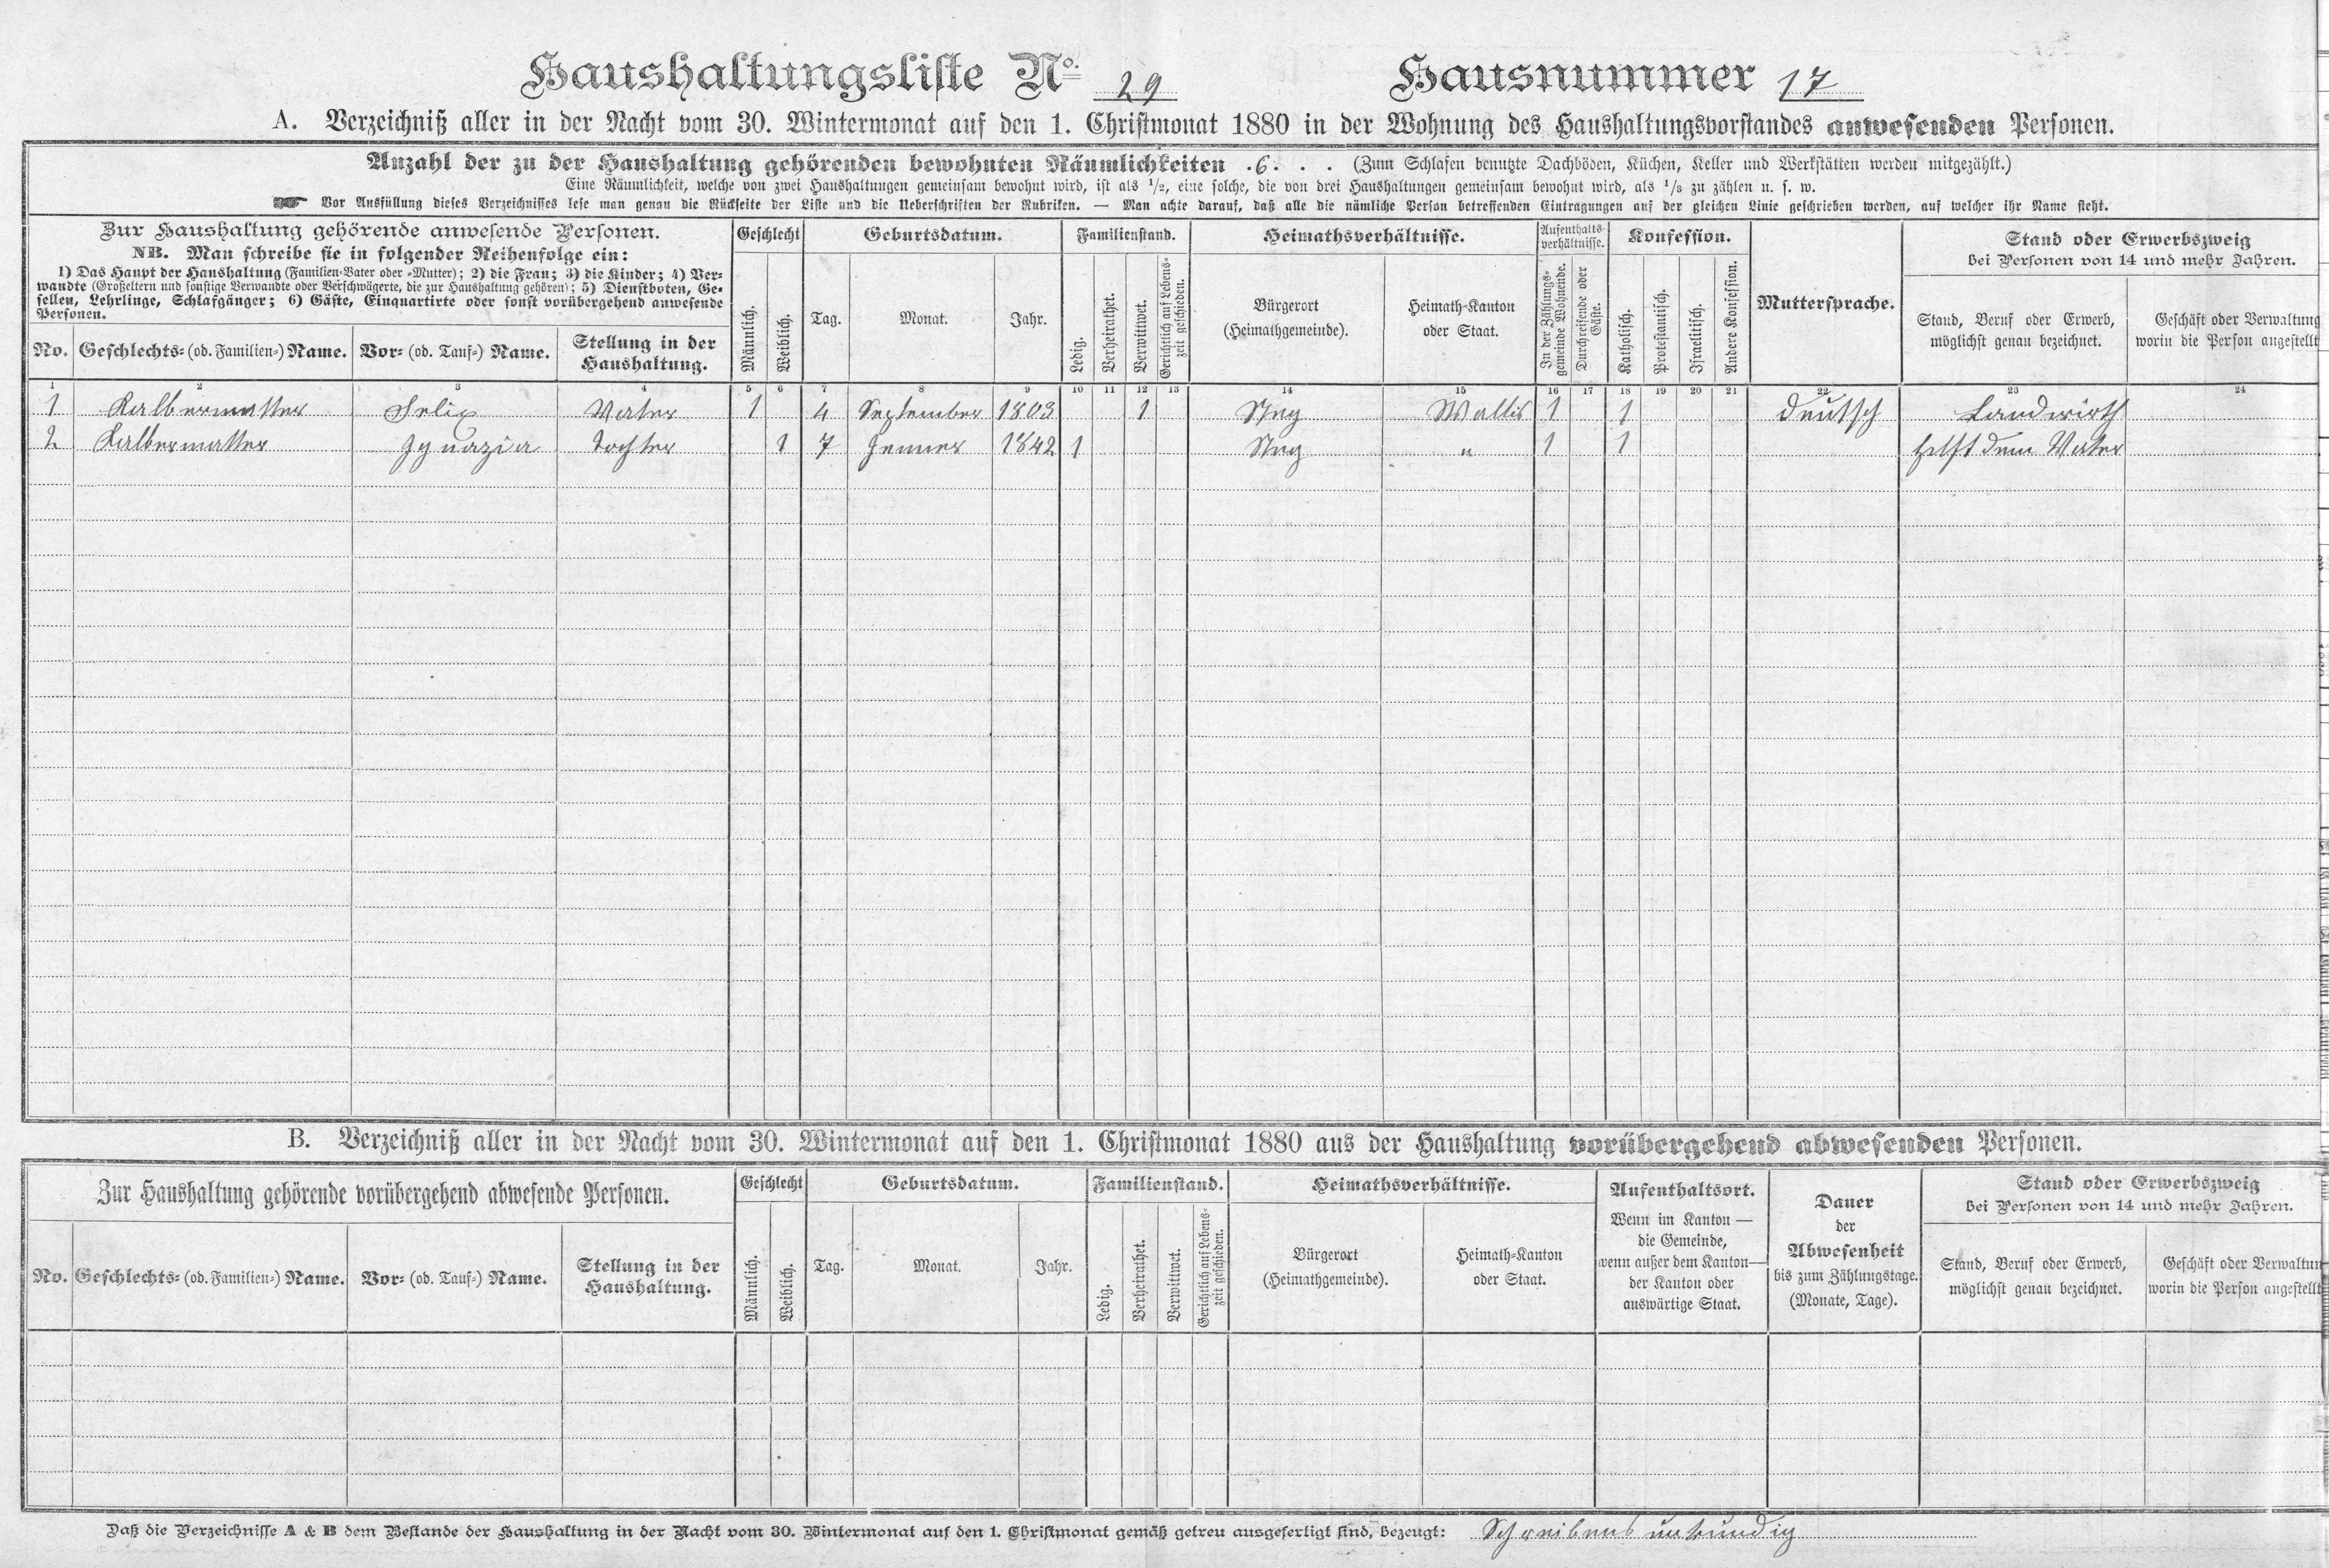 Haushaltungsliste No. 29 Hausnummer 17
A. Verzeichniß aller in der Nacht vom 30. Wintermonat auf den 1. Christmonat 1880 in der Wohnung des Haushaltungsvorstandes anwesenden Personen.
Anzahl der zu der Haushaltung gehörenden bewohnten Räumlichkeiten . 6 . . . (Zum Schlafen benutzte Dachböden, Küchen, Keller und Werkstätten werden mitgezählt.)
Eine Räumlichkeit, welche von zwei Haushaltungen gemeinsam bewohnt wird, ist als 1/2, eine solche, die von drei Haushaltungen gemeinsam bewohnt wird, als 1/3 zu zählen u. s. w.
Vor Ausfüllung dieses Verzeichnisses lese man genau die Rückseite der Liste und die Ueberschriften der Rubriken. — Man achte darauf, daß alle die nämliche Person betreffenden Eintragungen auf der gleichen Linie geschrieben werden, auf welcher ihr Name steht.
Zur Haushaltung gehörende anwesende Personen.
NB. Man schreibe sie in folgender Reihenfolge ein:
1) Das Haupt der Haushaltung (Familien-Vater oder -Mutter); 2) die Frau; 3) die Kinder; 4) Ver-
wandte (Großeltern und sonstige Verwandte oder Verschwägerte, die zur Haushaltung gehören); 5) Dienstboten, Ge-
sellen, Lehrlinge, Schlafgänger; 6) Gäste, Einquartirte oder sonst vorübergehend anwesende
Personen.
No. Geschlechts- (od. Familien-) Name. Vor- (od. Tauf-) Name. Stellung in der
Haushaltung.
Geschlecht
Männlich. Weiblich.
Geburtsdatum.
Tag. Monat. Jahr.
Familienstand.
Ledig. Verheirathet. Verwittwet. Gerichtlich auf Lebens-
zeit geschieden.
Heimathsverhältnisse.
Bürgerort
(Heimathgemeinde).
Heimath-Kanton
oder Staat.
Aufenthalts-
verhältnisse.
In der Zählungs-
gemeinde Wohnende.
Durchreisende oder
Gäste.
Konfession.
Katholisch. Protestantisch. Israelitisch. Andere Konfession.
Muttersprache.
Stand oder Erwerbszweig
bei Personen von 14 und mehr Jahren.
Stand, Beruf oder Erwerb,
möglichst genau bezeichnet.
Geschäft oder Verwaltung
worin die Person angestellt
1 2 3 4 5 6 7 8 9 10 11 12 13 14 15 16 17 18 19 20 21 22 23 24
1 Kalbermatter Felix Vater 1 4 September 1803 1 Steg Wallis 1 1 deutsch Landwirth
2 Kalbermatter Ignazia Tochter 1 7 Jenner 1842 1 Steg " 1 1 hilft dem Vater
B. Verzeichniß aller in der Nacht vom 30. Wintermonat auf den 1. Christmonat 1880 aus der Haushaltung vorübergehend abwesenden Personen.
Zur Haushaltung gehörende vorübergehend abwesende Personen.
No. Geschlechts- (od. Familien-) Name. Vor- (od. Tauf-) Name. Stellung in der
Haushaltung.
Geschlecht
Männlich. Weiblich.
Geburtsdatum.
Tag. Monat. Jahr.
Familienstand.
Ledig. Verheirathet. Verwittwet. Gerichtlich auf Lebens-
zeit geschieden.
Heimathsverhältnisse.
Bürgerort
(Heimathgemeinde).
Heimath-Kanton
oder Staat.
Aufenthaltsort.
Wenn im Kanton —
die Gemeinde,
wenn außer dem Kanton —
der Kanton oder
auswärtige Staat.
Dauer
der
Abwesenheit
bis zum Zählungstage.
(Monate, Tage).
Stand oder Erwerbszweig
bei Personen von 14 und mehr Jahren.
Stand, Beruf oder Erwerb,
möglichst genau bezeichnet.
Geschäft oder Verwaltun
worin die Person angestellt
Daß die Verzeichnisse A & B dem Bestande der Haushaltung in der Nacht vom 30. Wintermonat auf den 1. Christmonat gemäß getreu ausgefertigt sind, bezeugt: Schreibens unkundig